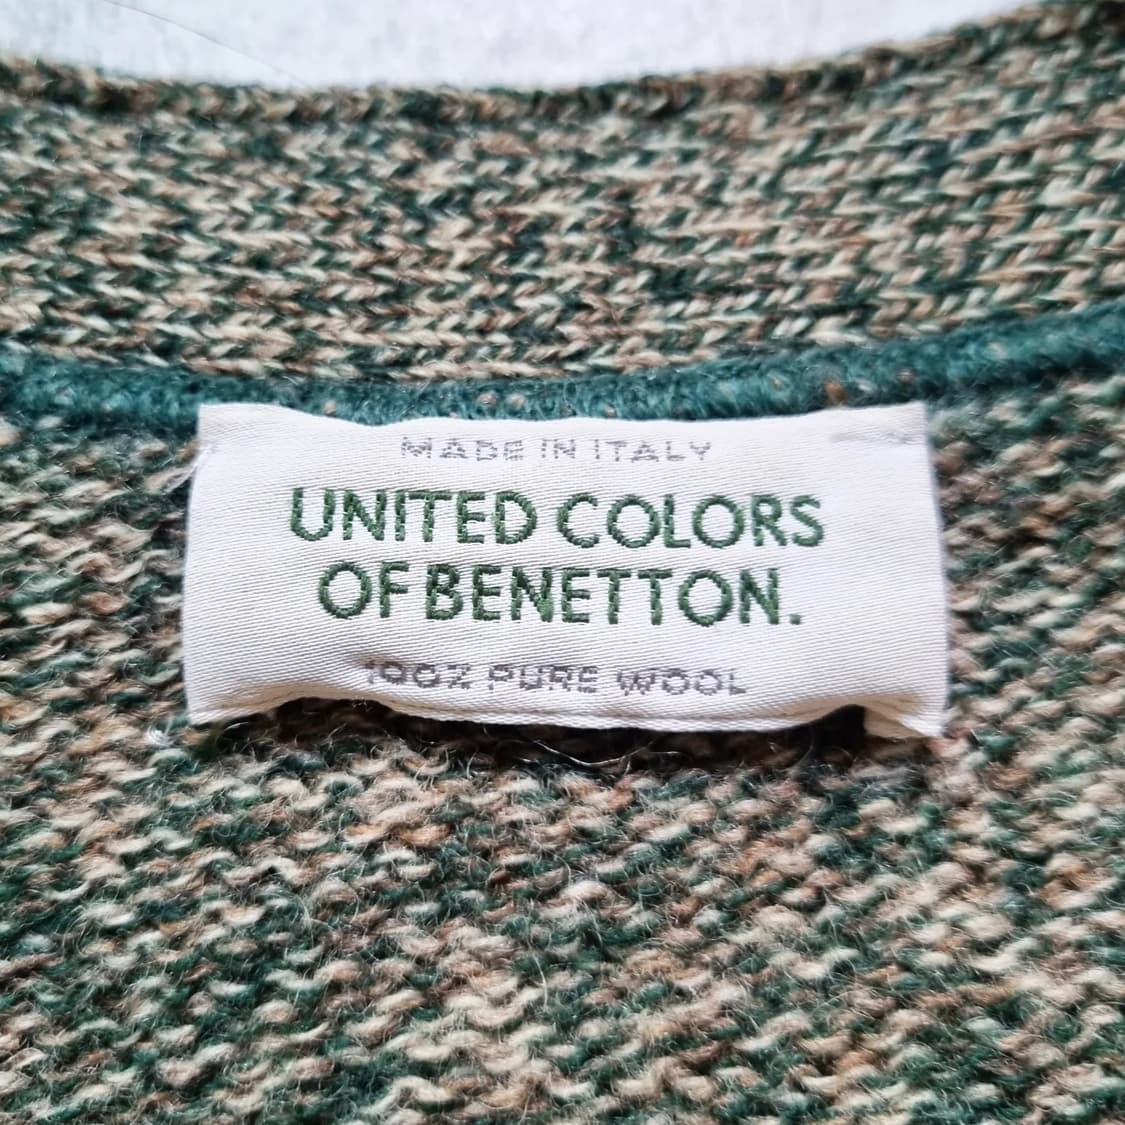 MADE IN ITALY
UNITED COLORS
OF BENETTON.
100% PURE WOOL